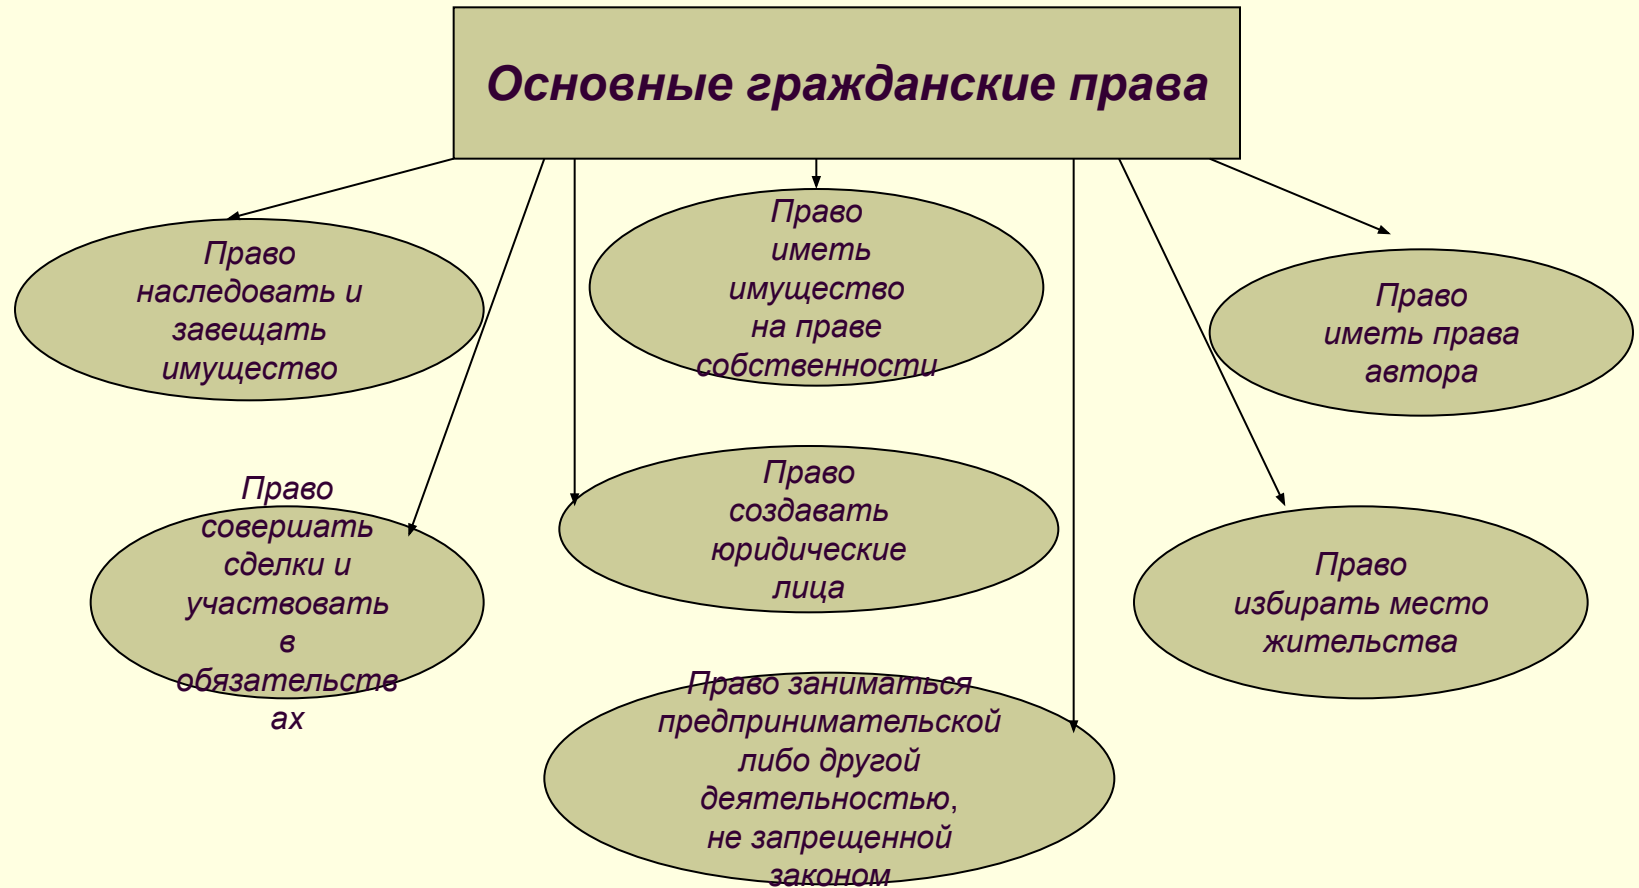 Основные гражданские права
Право
наследовать и
завещать
имущество
Право
иметь
имущество
на праве
собственности
Право
иметь права
автора
Право
совершать
сделки и
участвовать
в
обязательств
ах
Право
создавать
юридические
лица
Право
избирать место
жительства
Право заниматься
предпринимательской
либо другой
деятельностью,
не запрещенной
законом